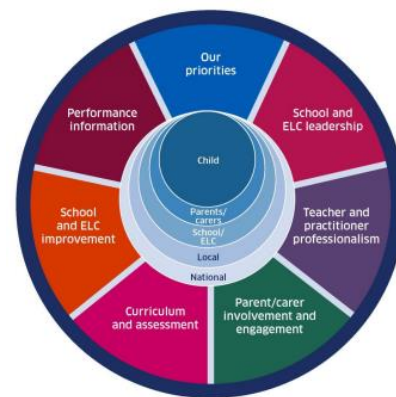 Our
priorities
School and
ELC leadership
Teacher and
practitioner
professionalism
Parent/carer
involvement and
engagement
Curriculum
and assessment
School
and ELC
improvement
Performance
information
Child
Parents/
carers
School/
ELC
Local
National